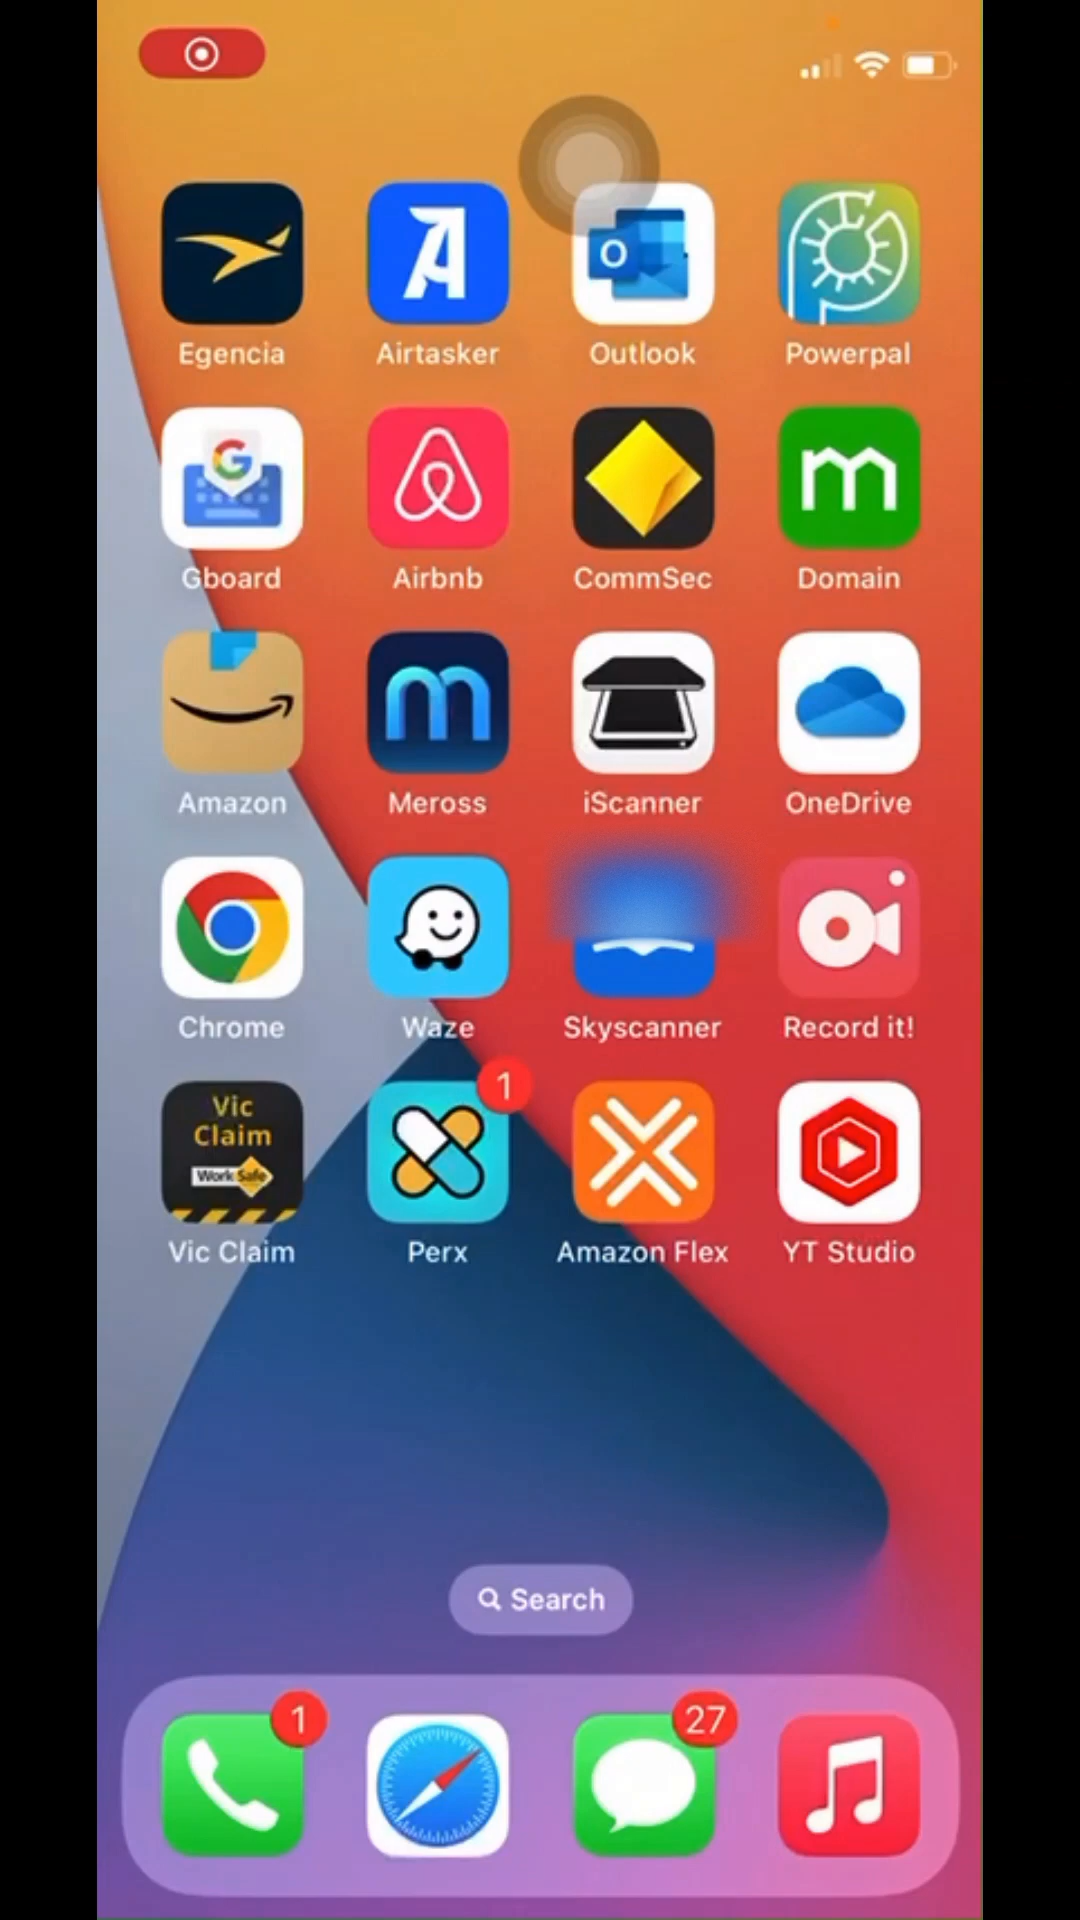 Egencia
Airtasker
Outlook
Powerpal
Gboard
Airbnb
CommSec
Domain
Amazon
Meross
iScanner
OneDrive
Chrome
Waze
Skyscanner
Record it!
Vic
Claim
WorkSafe
1
Vic Claim
Perx
Amazon Flex
YT Studio
Search
1
27